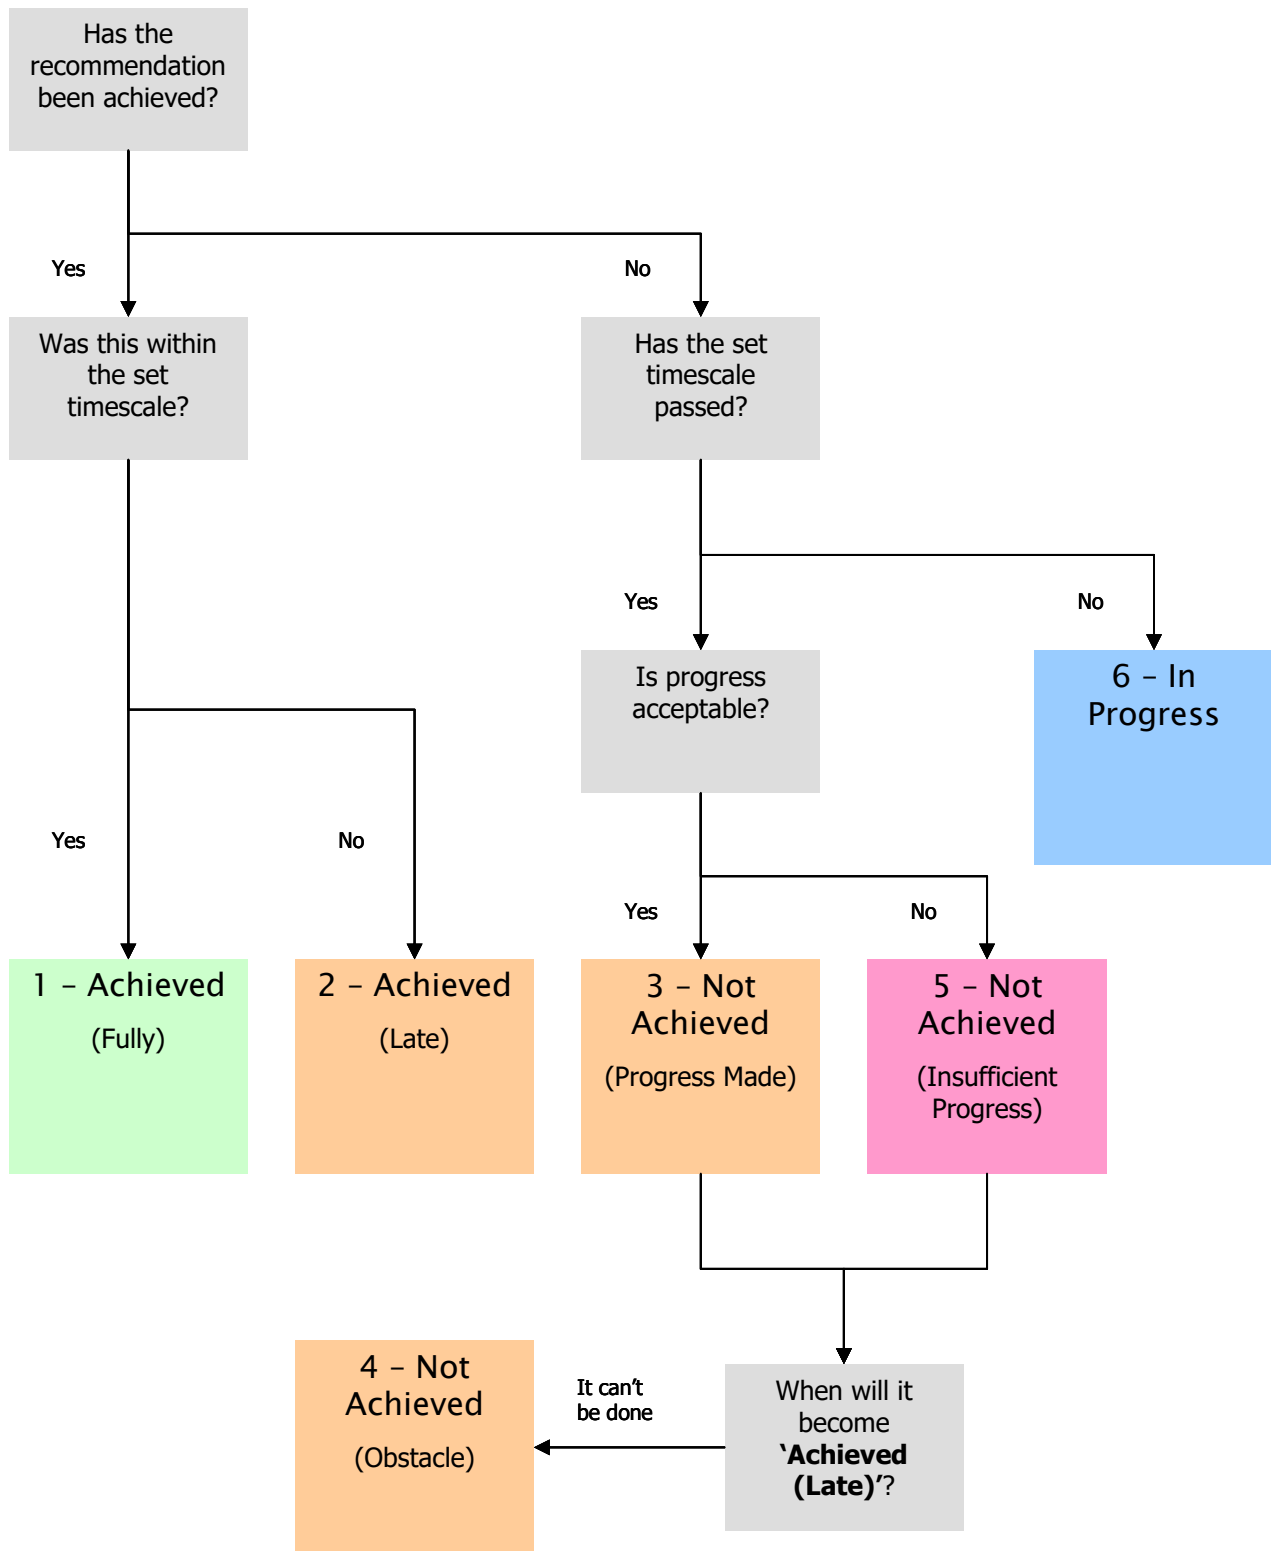 Has the
recommendation
been achieved?
Yes
No
Was this within
the set
timescale?
Has the set
timescale
passed?
Yes
No
Is progress
acceptable?
6 – In
Progress
Yes
No
Yes
No
1 – Achieved
(Fully)
2 – Achieved
(Late)
3 – Not
Achieved
(Progress Made)
5 – Not
Achieved
(Insufficient
Progress)
4 – Not
Achieved
(Obstacle)
It can’t
be done
When will it
become
‘Achieved
(Late)’?